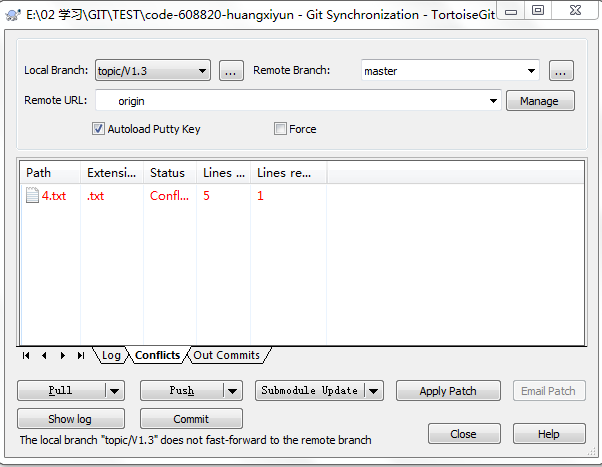 E:\02 学习\GIT\TEST\code-608820-huangxiyun - Git Synchronization - TortoiseGit
Local Branch: topic/V1.3 ... Remote Branch: master ...
Remote URL: origin Manage
Autoload Putty Key Force
Path Extensi... Status Lines ... Lines re...
4.txt .txt Confl... 5 1
Log Conflicts Out Commits
Pull Push Submodule Update Apply Patch Email Patch
Show log Commit
The local branch "topic/V1.3" does not fast-forward to the remote branch
Close Help